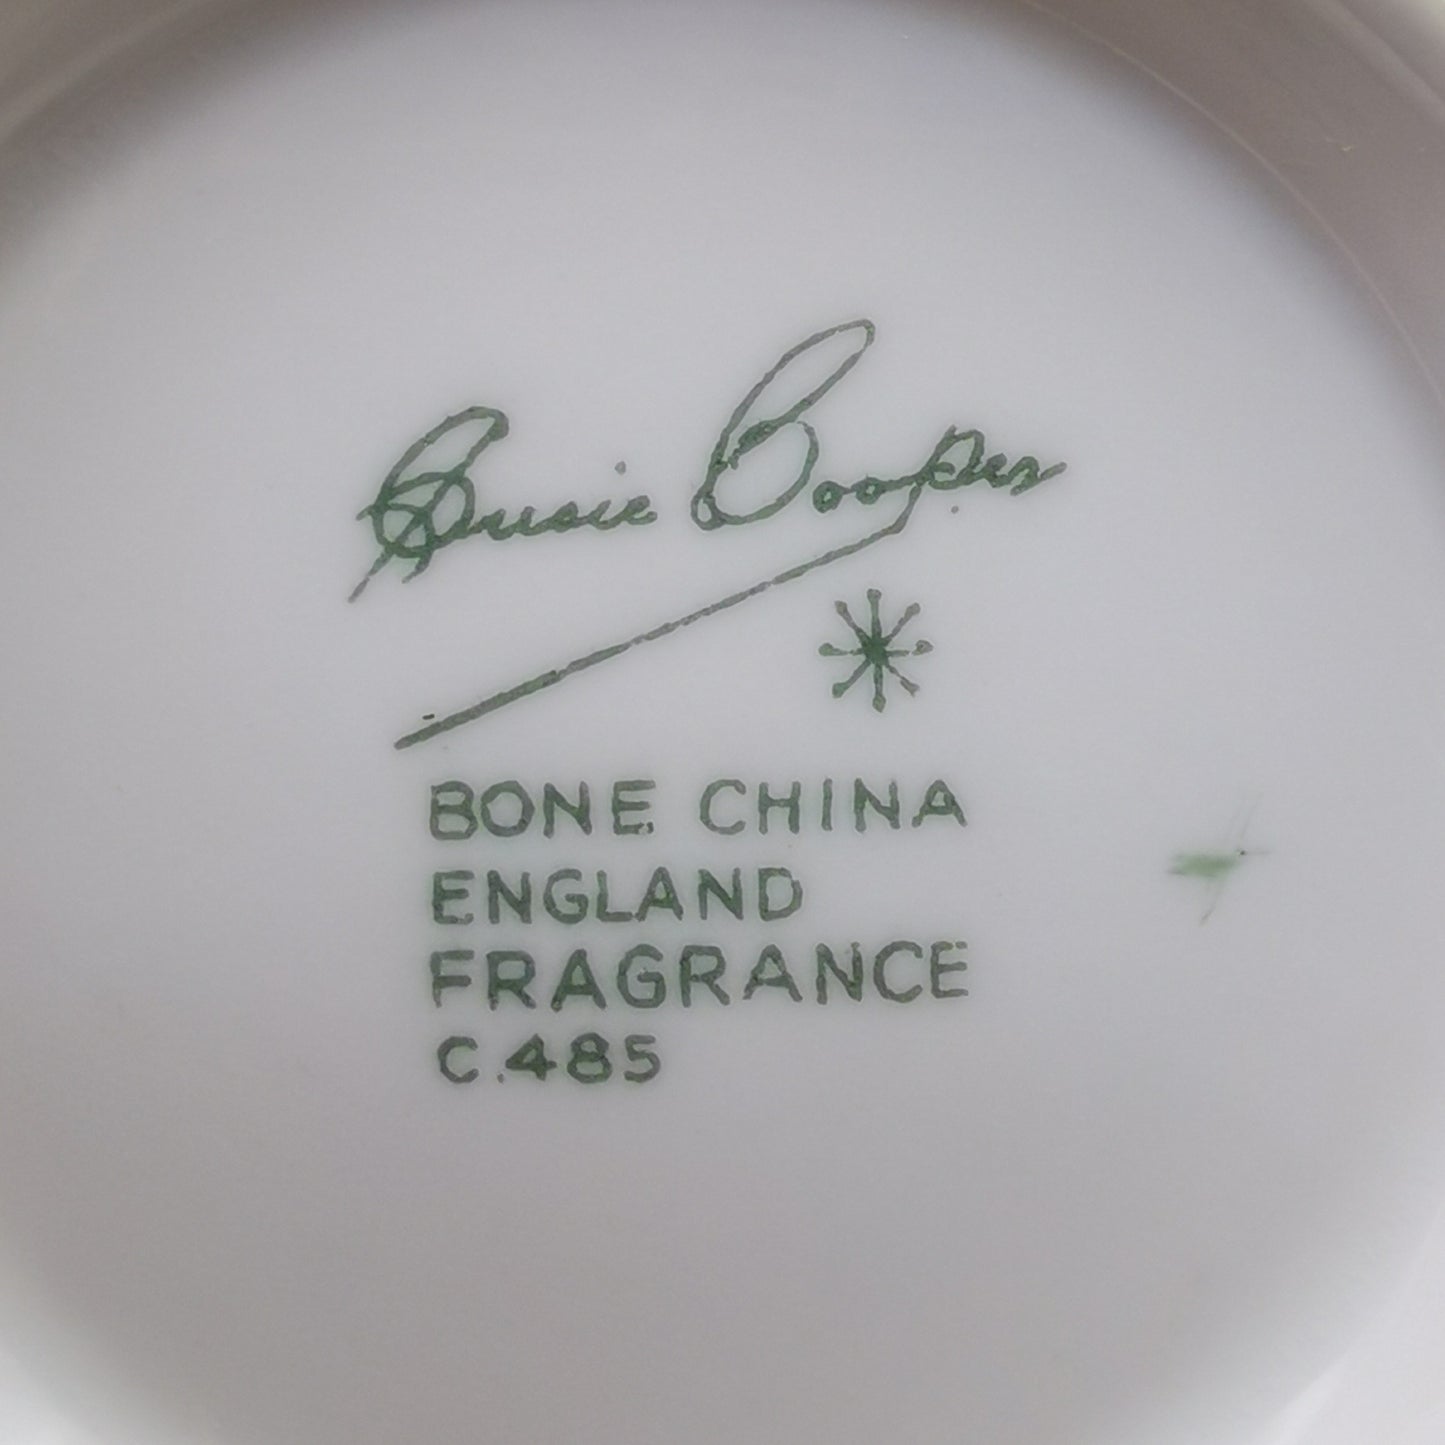 Susie Cooper
BONE CHINA
ENGLAND
FRAGRANCE
C.485